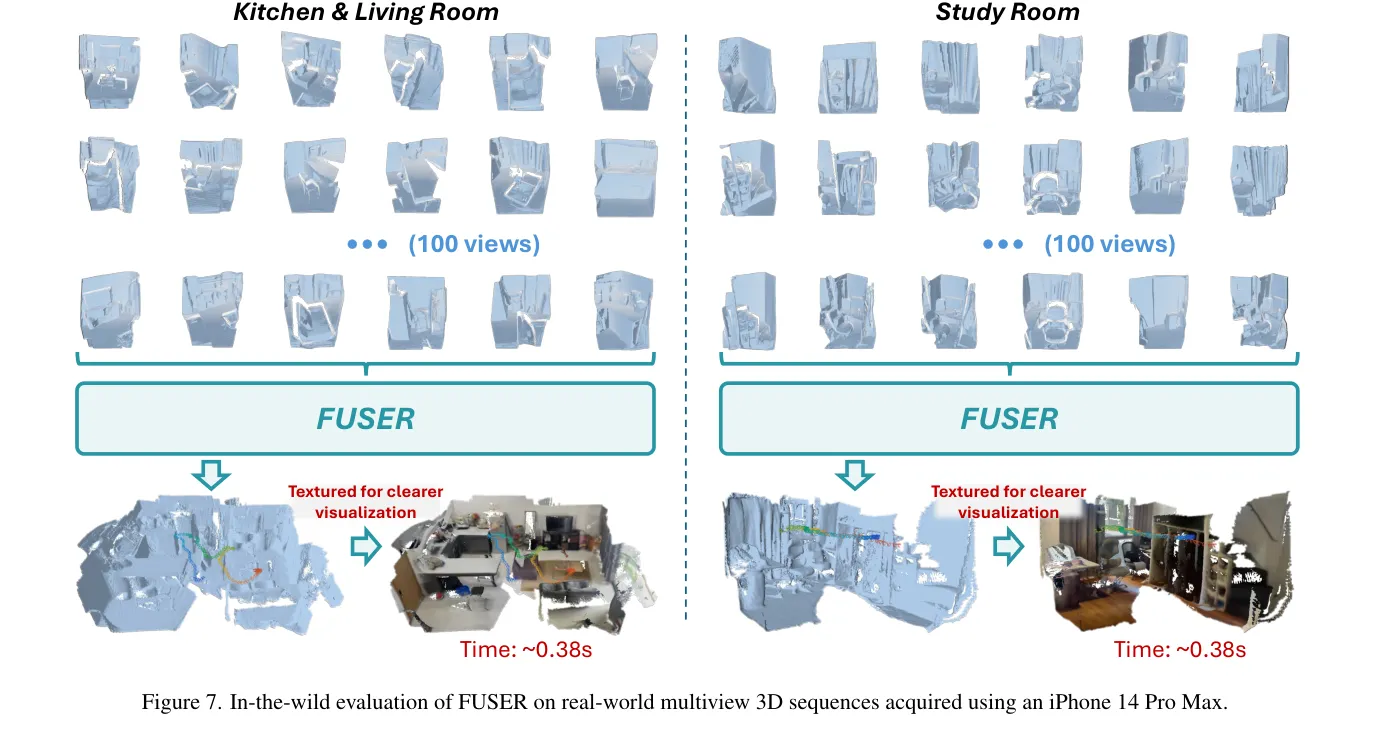 Kitchen & Living Room
Study Room
••• (100 views)
••• (100 views)
FUSER
FUSER
Textured for clearer
visualization
Textured for clearer
visualization
Time: ~0.38s
Time: ~0.38s
Figure 7. In-the-wild evaluation of FUSER on real-world multiview 3D sequences acquired using an iPhone 14 Pro Max.